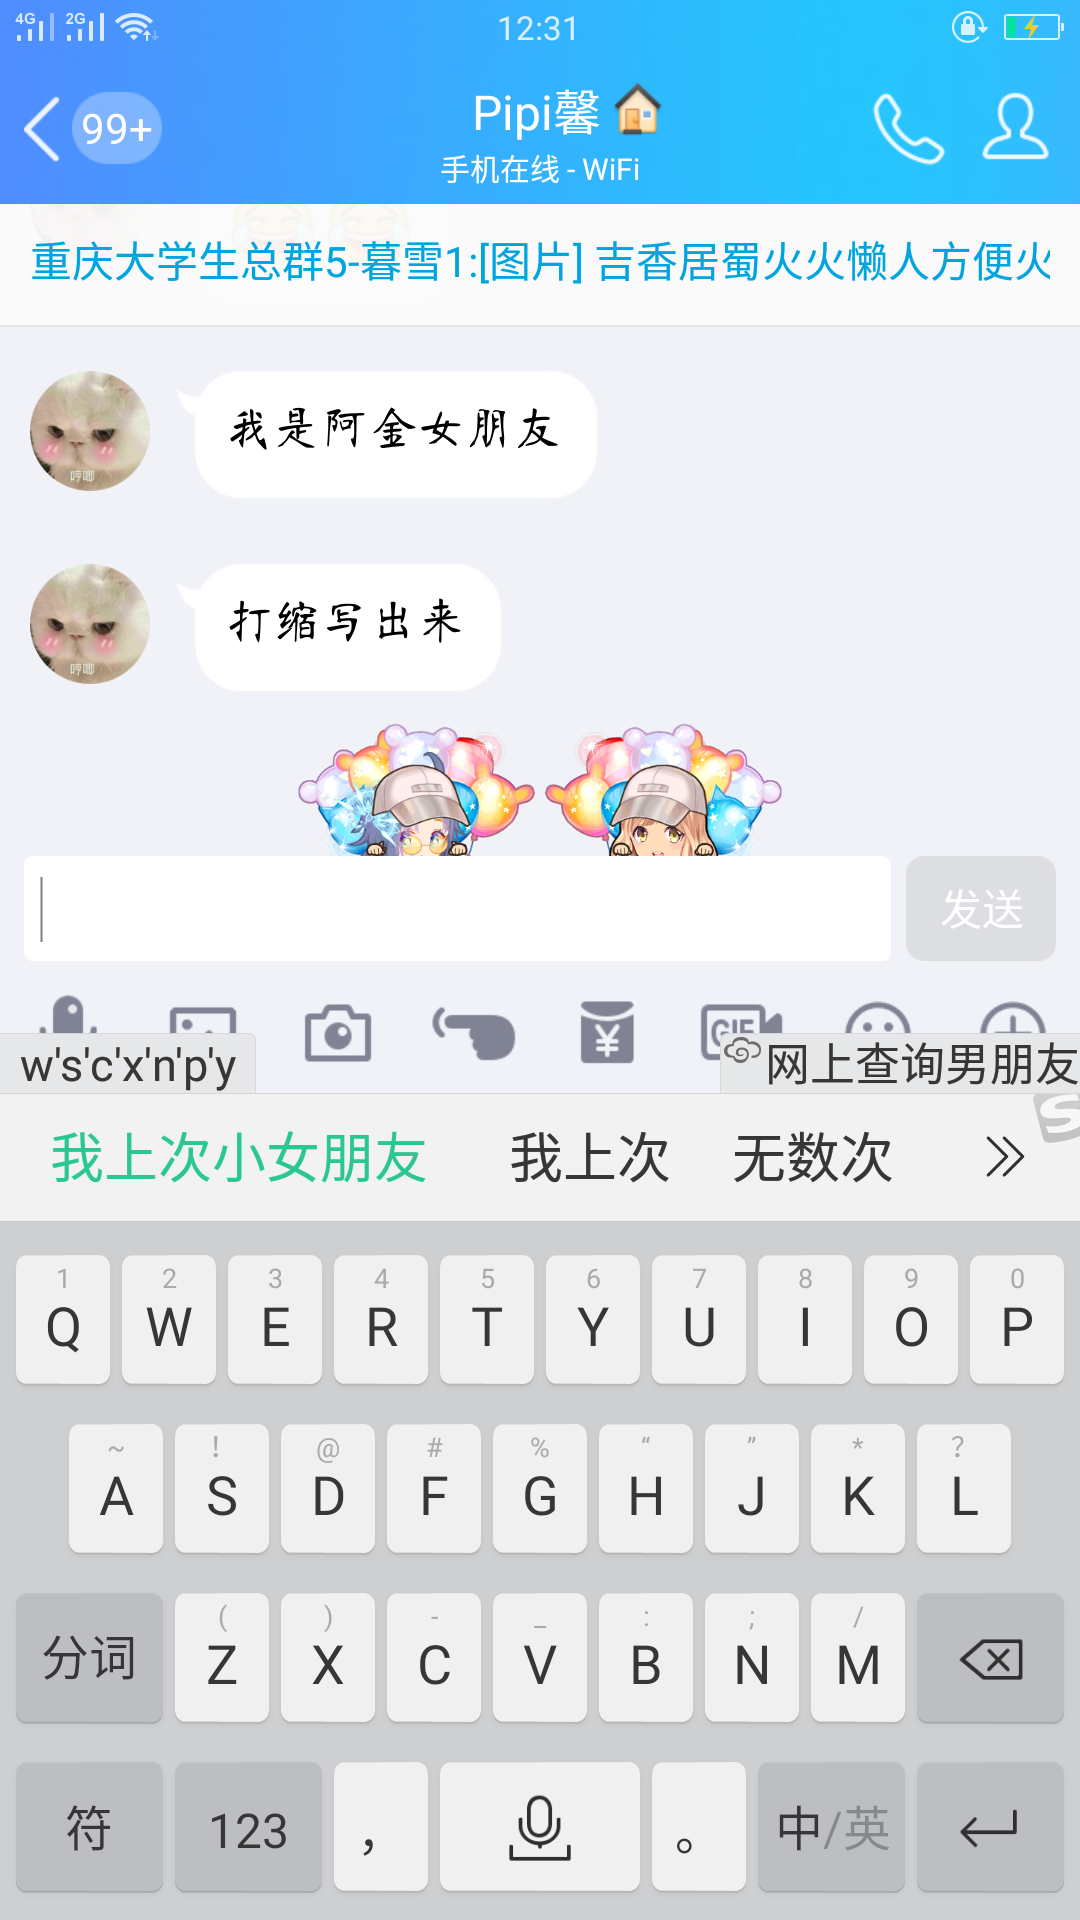 4G 2G 12:31
99+ Pipi馨
手机在线 - WiFi
重庆大学生总群5-暮雪1:[图片] 吉香居蜀火火懒人方便火
我是阿金女朋友
哼唧
打缩写出来
哼唧
发送
GIF
w's'c'x'n'p'y 网上查询男朋友
我上次小女朋友 我上次 无数次
1 2 3 4 5 6 7 8 9 0
Q W E R T Y U I O P
~ ! @ # % “ ” * ?
A S D F G H J K L
( ) - _ : ; /
分词 Z X C V B N M
符 123 , 。 中/英